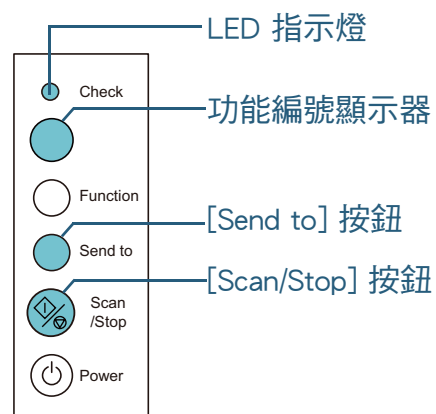 LED 指示燈
Check
功能編號顯示器
Function
[Send to] 按鈕
Send to
[Scan/Stop] 按鈕
Scan
/Stop
Power